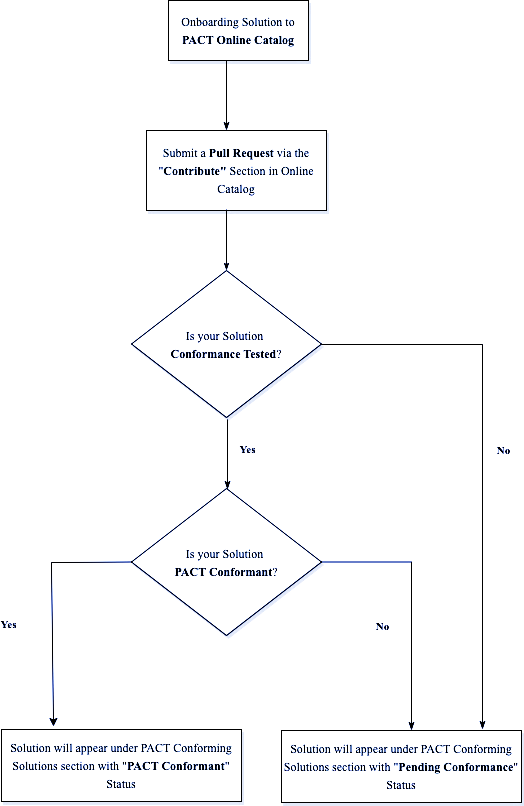 Onboarding Solution to
PACT Online Catalog
Submit a Pull Request via the
"Contribute" Section in Online
Catalog
Is your Solution
Conformance Tested?
Yes
No
Is your Solution
PACT Conformant?
Yes
No
Solution will appear under PACT Conforming
Solutions section with "PACT Conformant"
Status
Solution will appear under PACT Conforming
Solutions section with "Pending Conformance"
Status